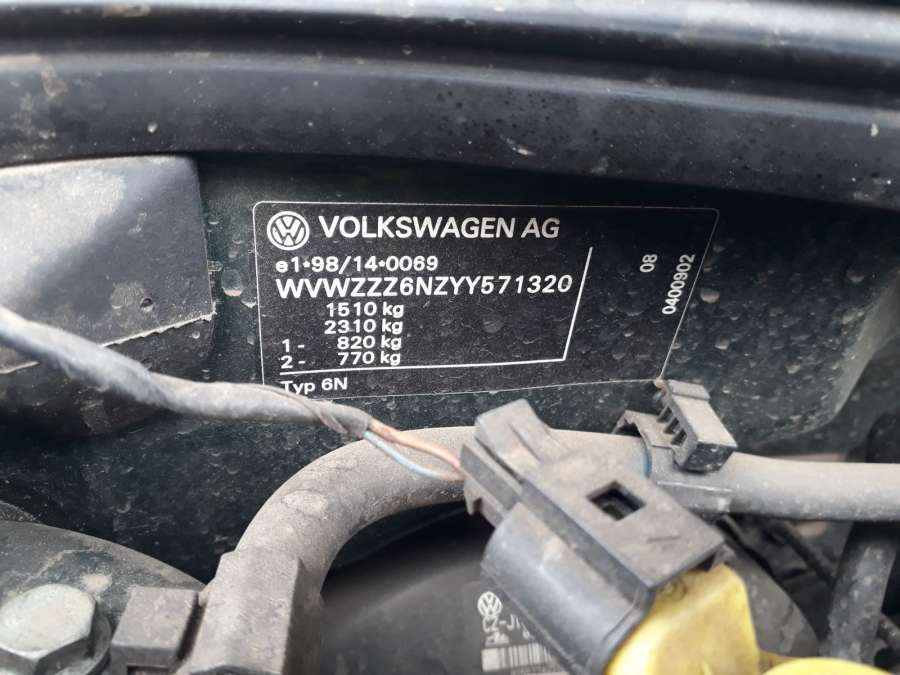 VOLKSWAGEN AG
e1*98/14*0069
WVWZZZ6NZYY571320
1510 kg
2310 kg
1- 820 kg
2- 770 kg
Typ 6N
08
0400902